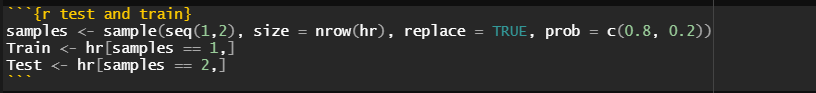 ```{r test and train}
samples <- sample(seq(1,2), size = nrow(hr), replace = TRUE, prob = c(0.8, 0.2))
Train <- hr[samples == 1,]
Test <- hr[samples == 2,]
```